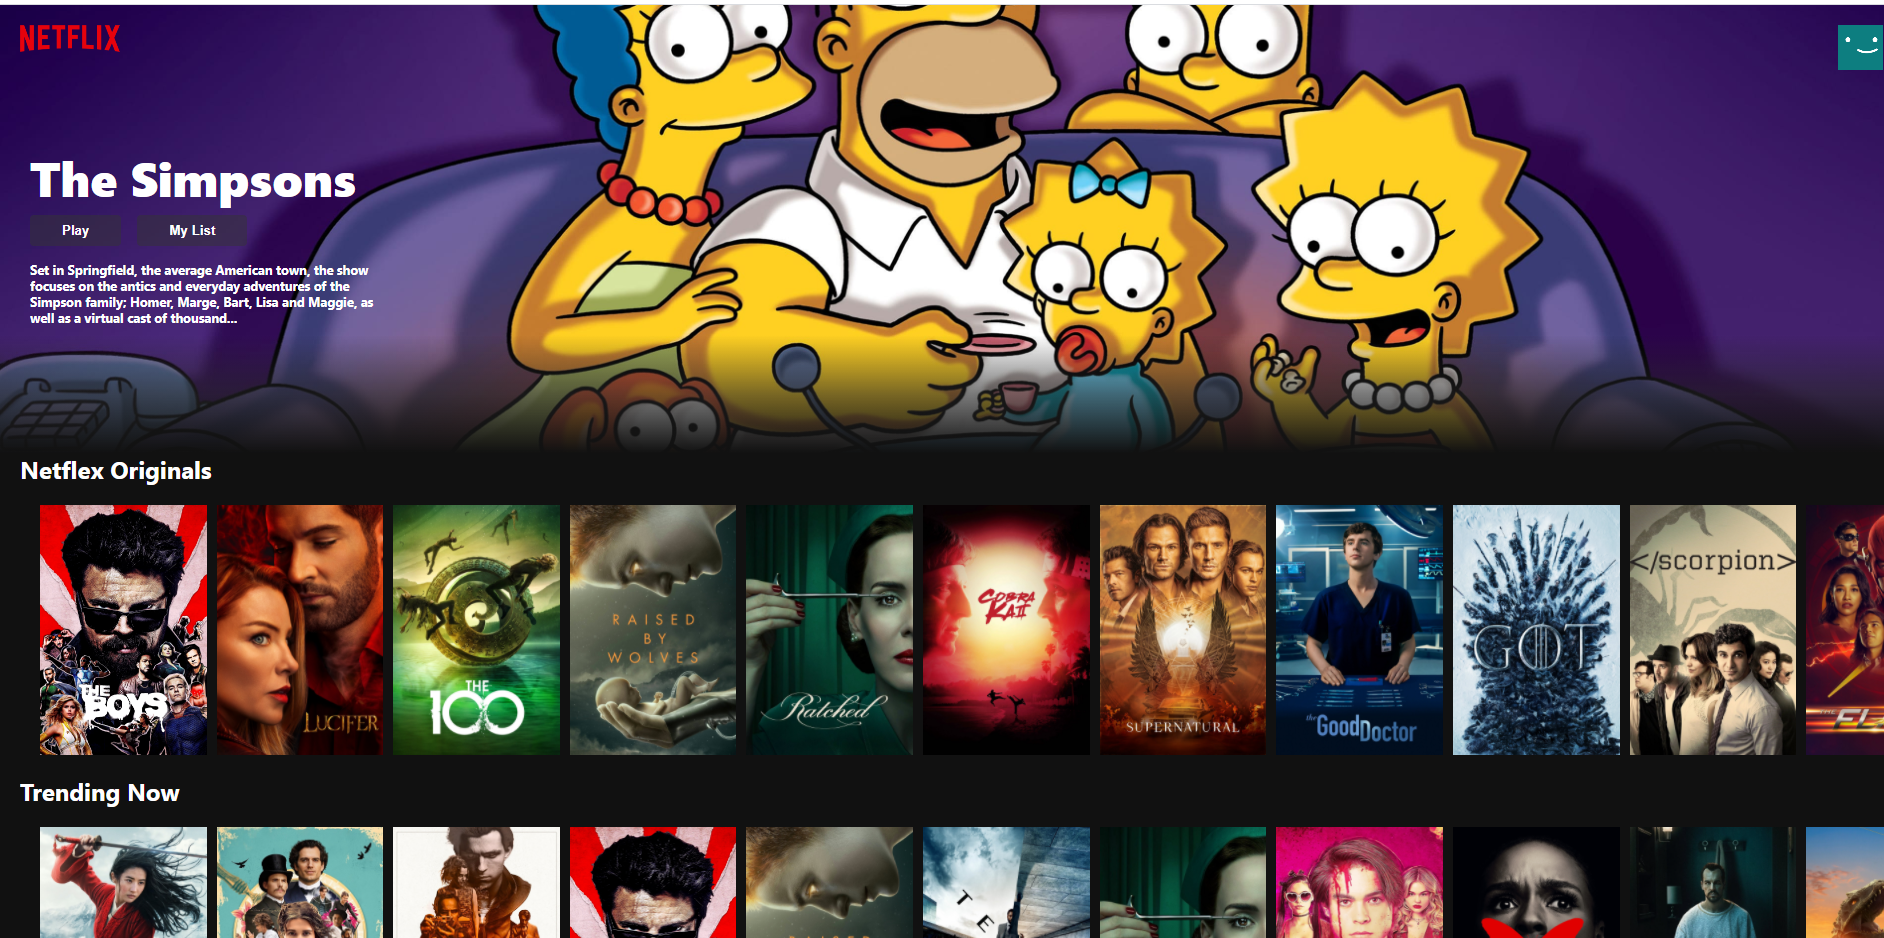 NETFLIX
The Simpsons
Play
My List
Set in Springfield, the average American town, the show
focuses on the antics and everyday adventures of the
Simpson family; Homer, Marge, Bart, Lisa and Maggie, as
well as a virtual cast of thousand...
Netflex Originals
THE
BOYS
LUCIFER
THE
100
RAISED
BY
WOLVES
Ratched
COBRA
KAI
SUPERNATURAL
the
Good Doctor
GOT
</scorpion>
THE
FL
Trending Now
TE